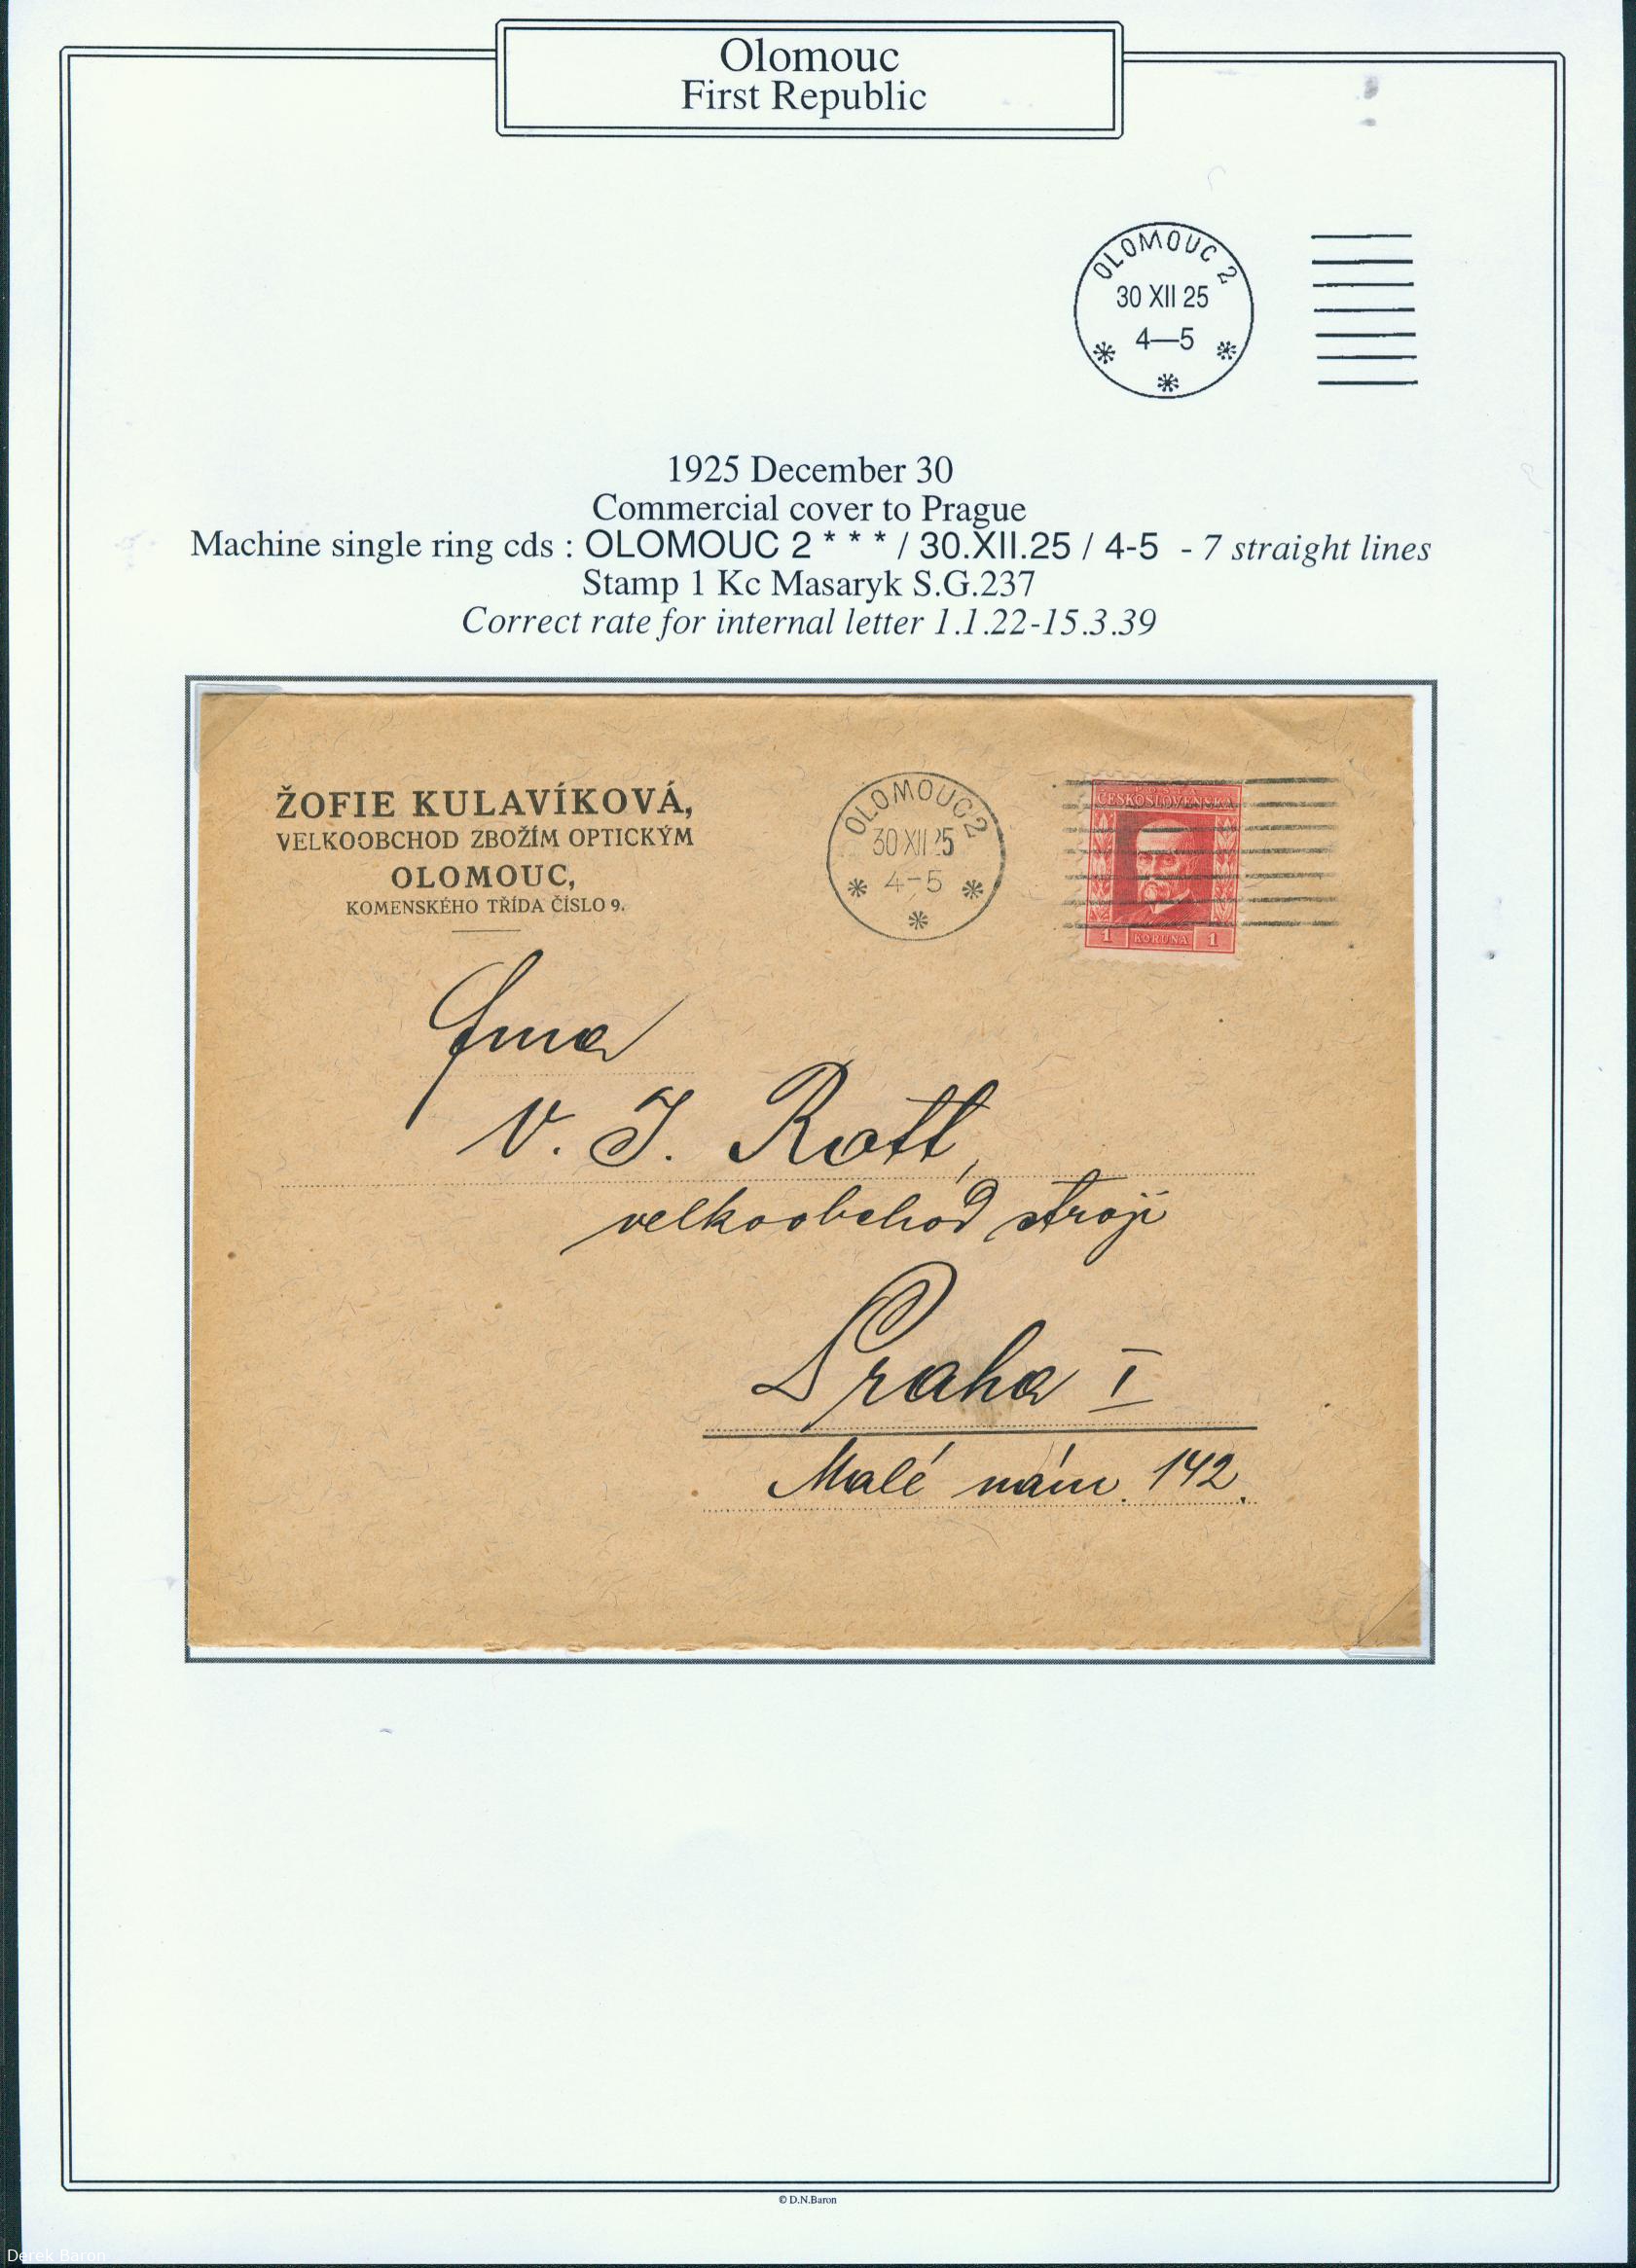 Olomouc
First Republic
OLOMOUC 2
30 XII 25
4—5
* * *
1925 December 30
Commercial cover to Prague
Machine single ring cds : OLOMOUC 2 * * * / 30.XII.25 / 4-5 - 7 straight lines
Stamp 1 Kc Masaryk S.G.237
Correct rate for internal letter 1.1.22-15.3.39
ŽOFIE KULAVÍKOVÁ,
VELKOOBCHOD ZBOŽÍM OPTICKÝM
OLOMOUC,
KOMENSKÉHO TŘÍDA ČÍSLO 9.
OLOMOUC 2
30 XII 25
4-5
* * *
POŠTA
ČESKOSLOVENSKÁ
1 KORUNA 1
Fma
V. J. Rott,
velkoobchod stroji
Praha I
Malé nám. 142.
© D.N.Baron
Derek Baron